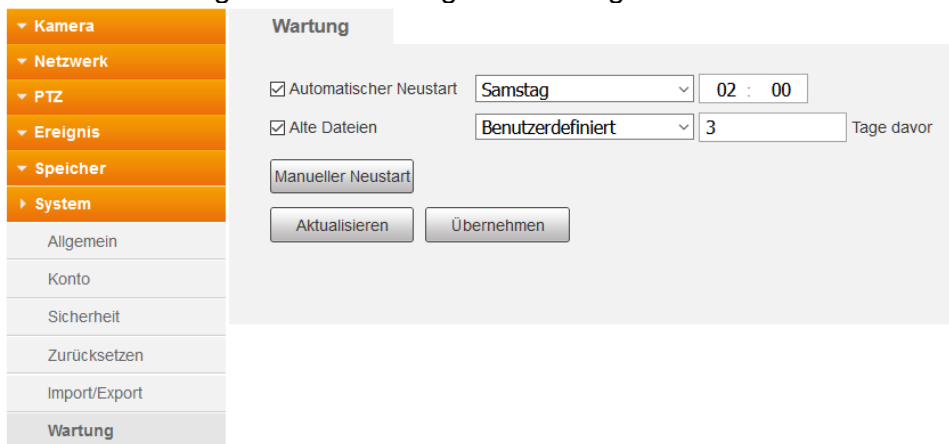 Kamera
Netzwerk
PTZ
Ereignis
Speicher
System
Allgemein
Konto
Sicherheit
Zurücksetzen
Import/Export
Wartung
Wartung
Automatischer Neustart Samstag 02 : 00
Alte Dateien Benutzerdefiniert 3 Tage davor
Manueller Neustart
Aktualisieren Übernehmen